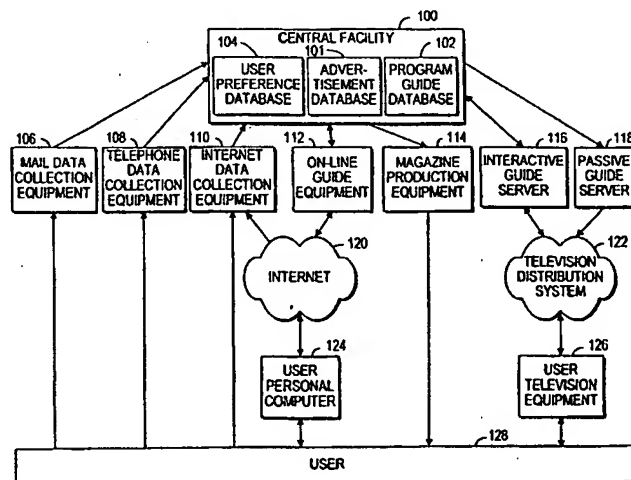 100
CENTRAL FACILITY
104
101
102
USER
PREFERENCE
DATABASE
ADVER-
TISEMENT
DATABASE
PROGRAM
GUIDE
DATABASE
106
108
110
112
114
116
118
MAIL DATA
COLLECTION
EQUIPMENT
TELEPHONE
DATA
COLLECTION
EQUIPMENT
INTERNET
DATA
COLLECTION
EQUIPMENT
ON-LINE
GUIDE
EQUIPMENT
MAGAZINE
PRODUCTION
EQUIPMENT
INTERACTIVE
GUIDE
SERVER
PASSIVE
GUIDE
SERVER
120
INTERNET
122
TELEVISION
DISTRIBUTION
SYSTEM
124
USER
PERSONAL
COMPUTER
126
USER
TELEVISION
EQUIPMENT
128
USER